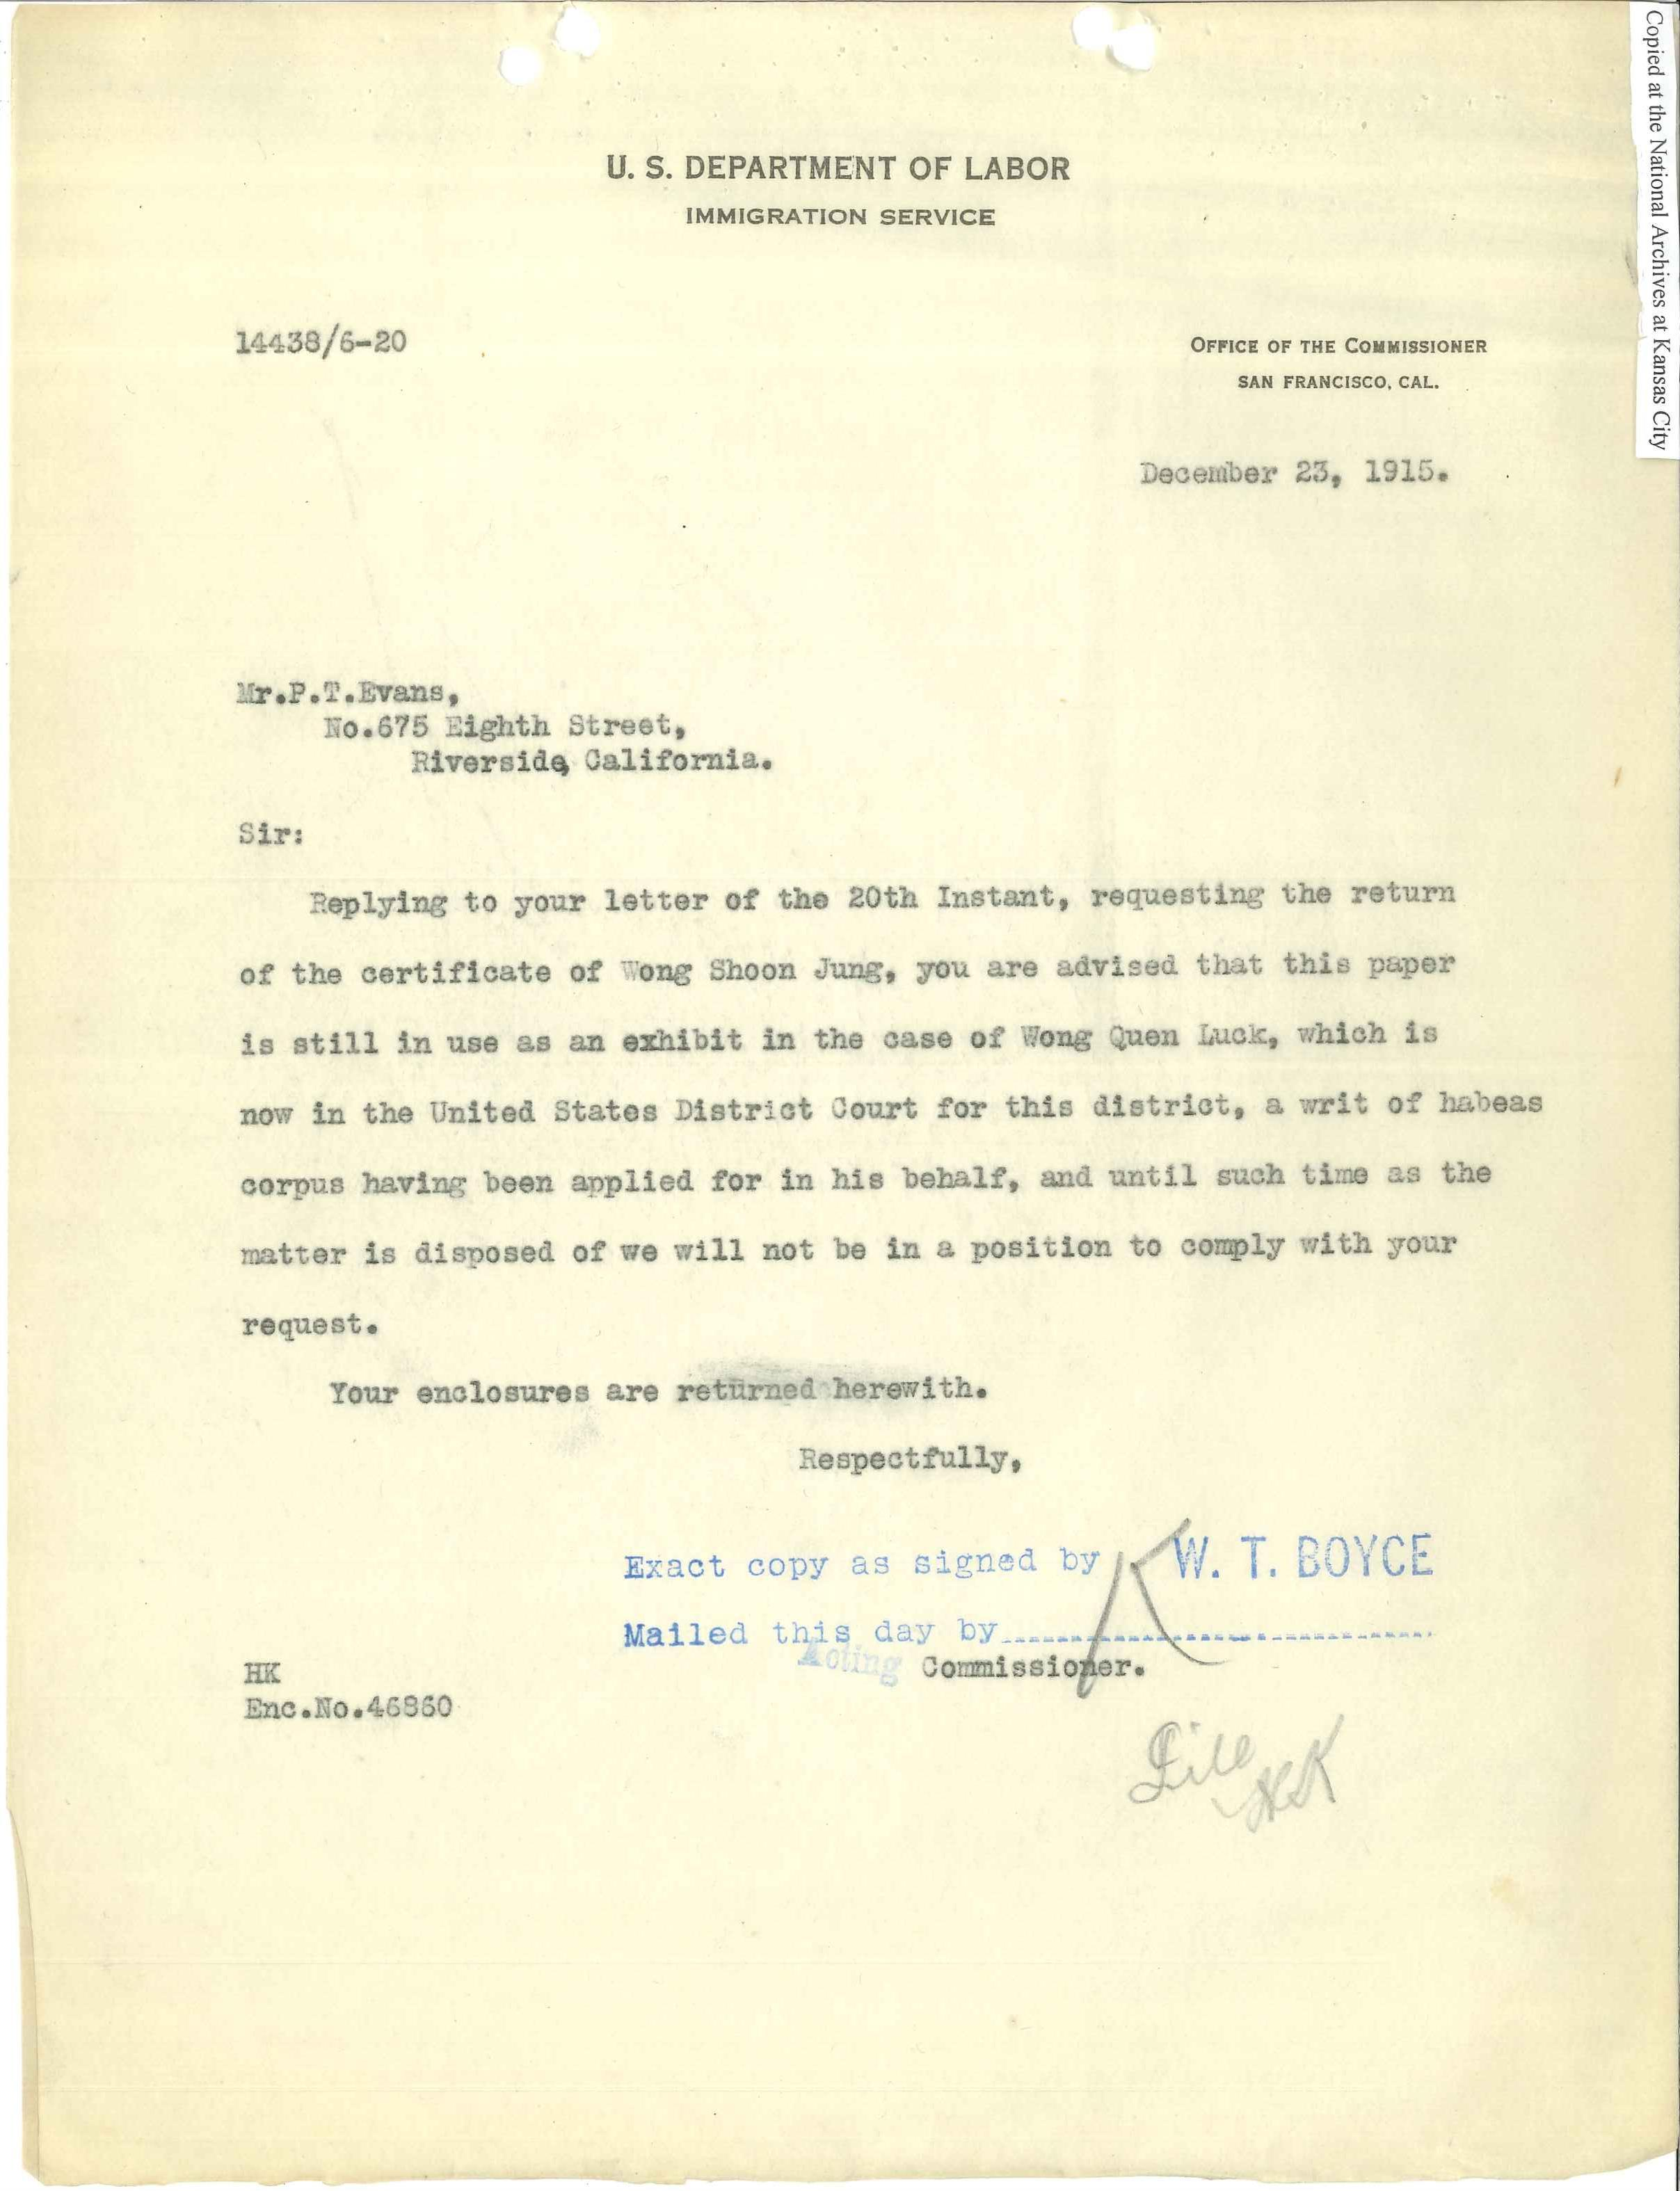 Copied at the National Archives at Kansas City
U. S. DEPARTMENT OF LABOR
IMMIGRATION SERVICE
14438/6-20
OFFICE OF THE COMMISSIONER
SAN FRANCISCO, CAL.
December 23, 1915.
Mr.P.T.Evans,
No.675 Eighth Street,
Riverside, California.
Sir:
Replying to your letter of the 20th Instant, requesting the return
of the certificate of Wong Shoon Jung, you are advised that this paper
is still in use as an exhibit in the case of Wong Quen Luck, which is
now in the United States District Court for this district, a writ of habeas
corpus having been applied for in his behalf, and until such time as the
matter is disposed of we will not be in a position to comply with your
request.
Your enclosures are returned herewith.
Respectfully,
Exact copy as signed by W. T. BOYCE
Mailed this day by
Acting Commissioner.
HK
Enc.No.46860
File
HK